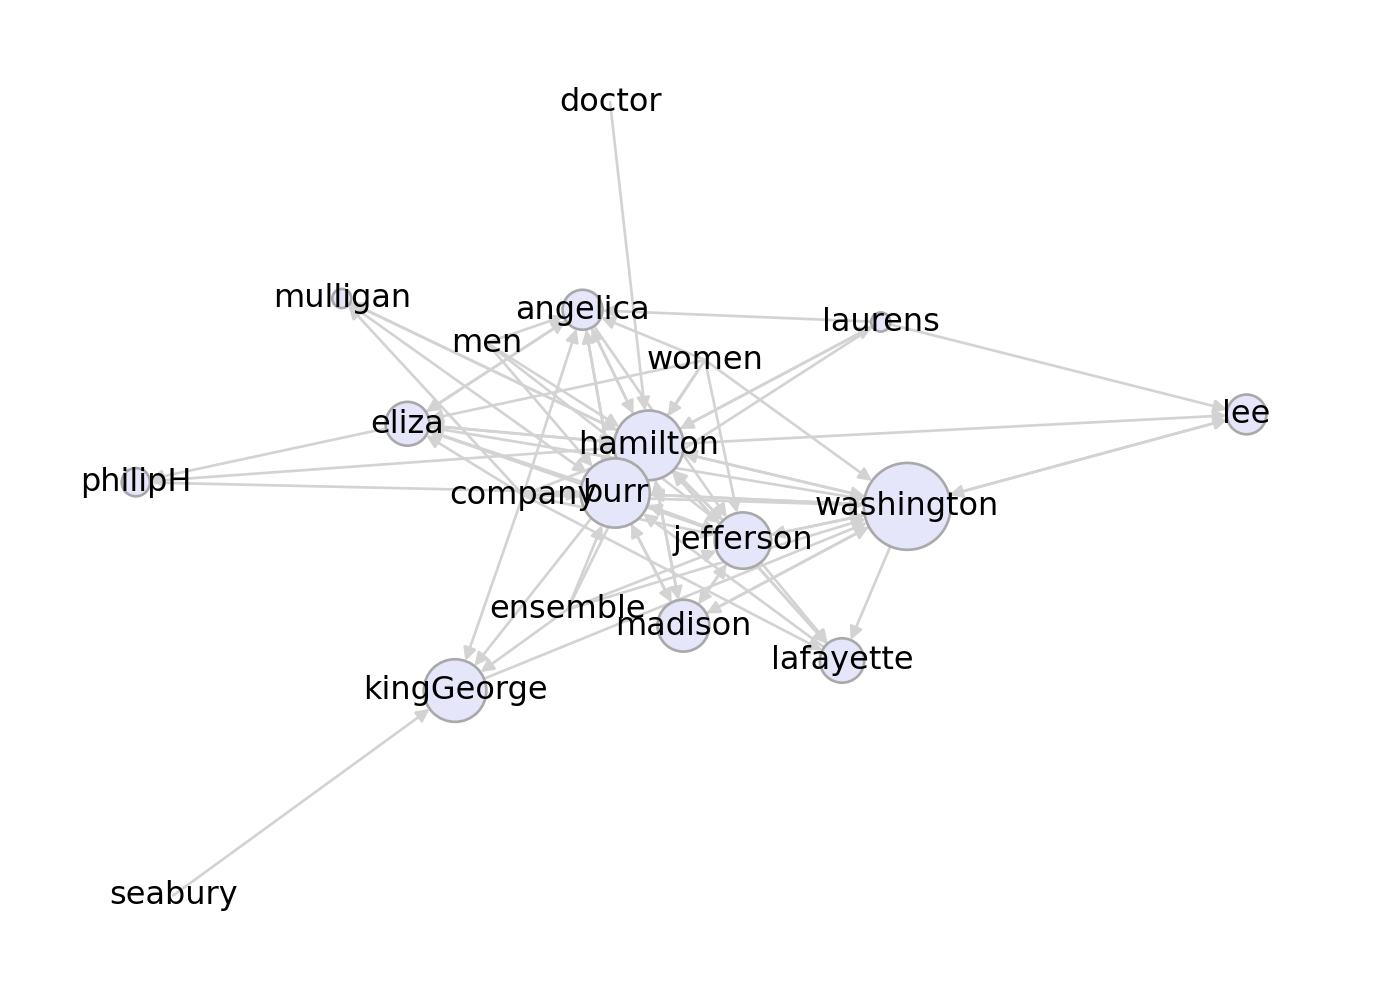 doctor
mulligan
angelica
laurens
men
women
lee
eliza
hamilton
philipH
company
burr
washington
jefferson
ensemble
madison
lafayette
kingGeorge
seabury